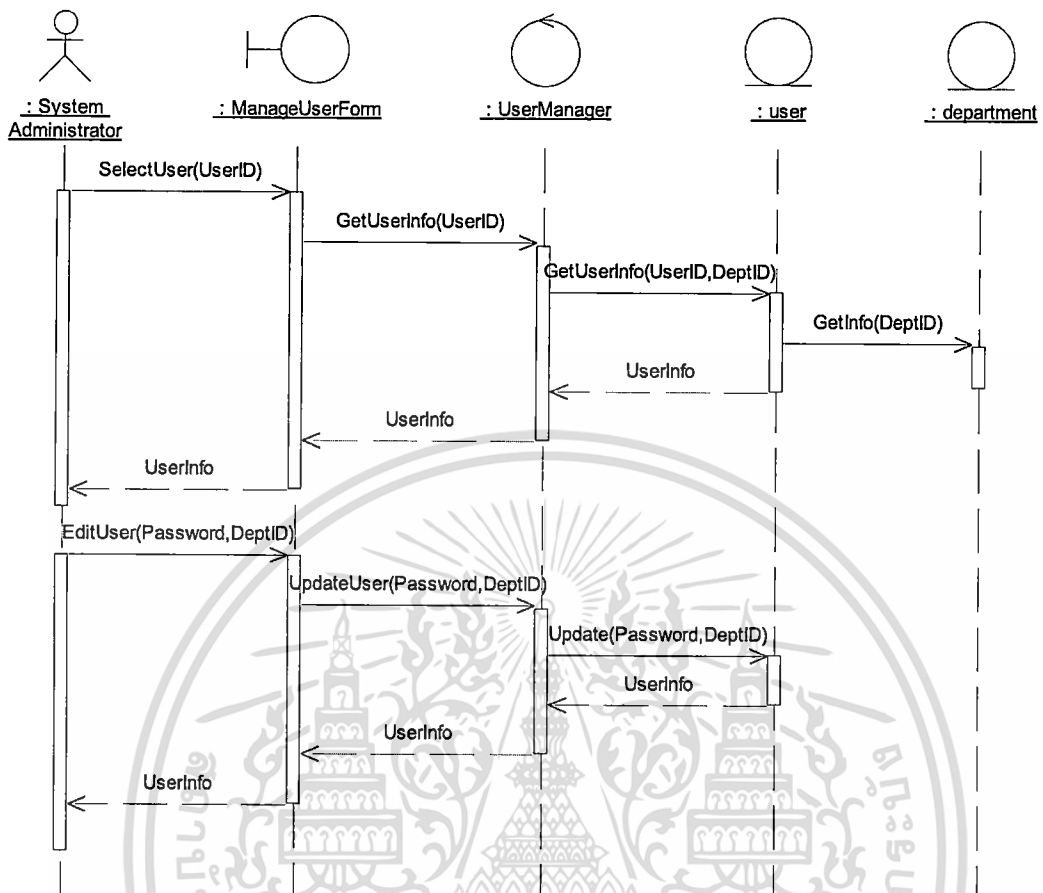 : System
Administrator
: ManageUserForm
: UserManager
: user
: department
SelectUser(UserID)
GetUserInfo(UserID)
GetUserInfo(UserID,DeptID)
GetInfo(DeptID)
UserInfo
UserInfo
UserInfo
EditUser(Password,DeptID)
UpdateUser(Password,DeptID)
Update(Password,DeptID)
UserInfo
UserInfo
UserInfo